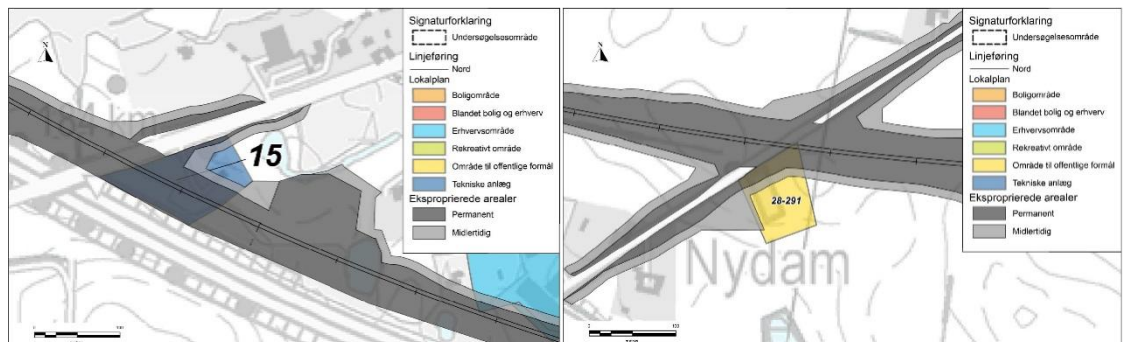 Signaturforklaring
Undersøgelsesområde
Linjeføring
Nord
Lokalplan
Boligområde
Blandet bolig og erhverv
Erhvervsområde
Rekreativt område
Område til offentlige formål
Tekniske anlæg
Eksproprierede arealer
Permanent
Midlertidig
N
184 km
15
Signaturforklaring
Undersøgelsesområde
Linjeføring
Nord
Lokalplan
Boligområde
Blandet bolig og erhverv
Erhvervsområde
Rekreativt område
Område til offentlige formål
Tekniske anlæg
Eksproprierede arealer
Permanent
Midlertidig
N
28-291
Nydam